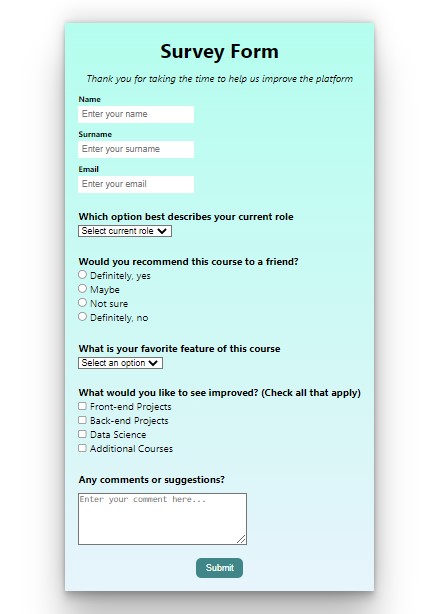 Survey Form
Thank you for taking the time to help us improve the platform
Name
Enter your name
Surname
Enter your surname
Email
Enter your email
Which option best describes your current role
Select current role
Would you recommend this course to a friend?
Definitely, yes
Maybe
Not sure
Definitely, no
What is your favorite feature of this course
Select an option
What would you like to see improved? (Check all that apply)
Front-end Projects
Back-end Projects
Data Science
Additional Courses
Any comments or suggestions?
Enter your comment here...
Submit